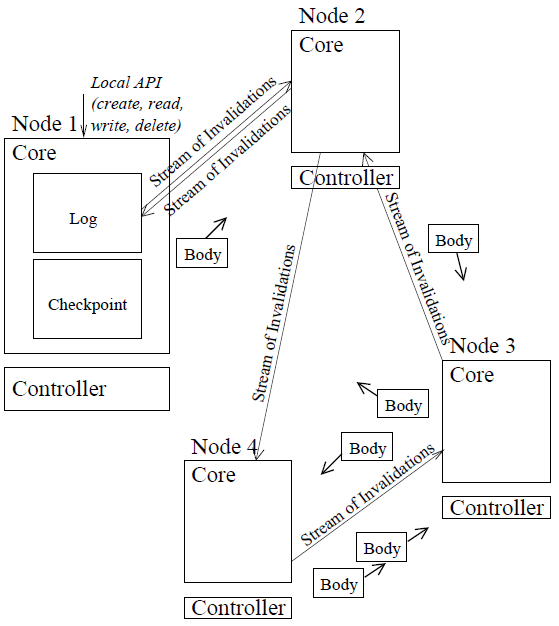 Node 2
Core
Controller
Local API
(create, read,
write, delete)
Node 1
Core
Log
Checkpoint
Controller
Stream of Invalidations
Stream of Invalidations
Body
Stream of Invalidations
Stream of Invalidations
Body
Node 3
Core
Controller
Body
Body
Node 4
Core
Controller
Stream of Invalidations
Body
Body